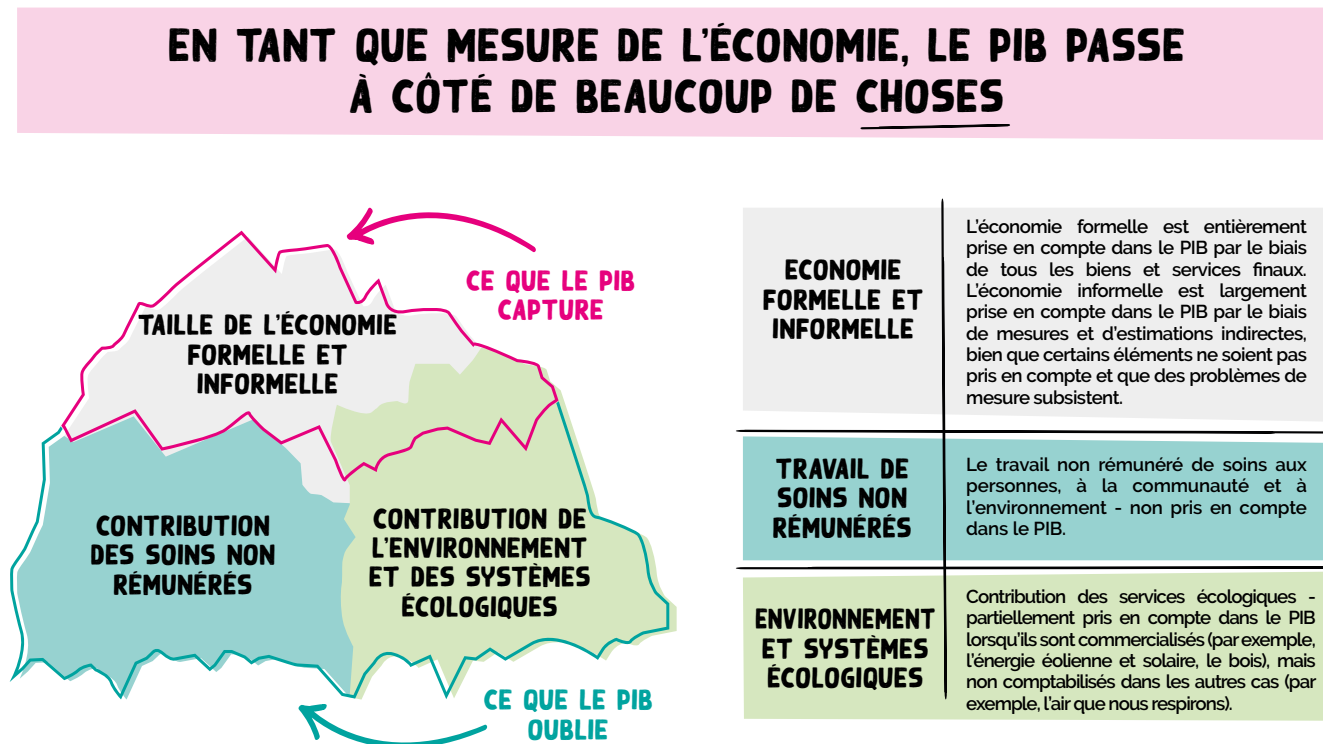 EN TANT QUE MESURE DE L'ÉCONOMIE, LE PIB PASSE
À CÔTÉ DE BEAUCOUP DE CHOSES
CE QUE LE PIB
CAPTURE
TAILLE DE L'ÉCONOMIE
FORMELLE ET
INFORMELLE
CONTRIBUTION
DES SOINS NON
RÉMUNÉRÉS
CONTRIBUTION DE
L'ENVIRONNEMENT
ET DES SYSTÈMES
ÉCOLOGIQUES
CE QUE LE PIB
OUBLIE
ECONOMIE
FORMELLE ET
INFORMELLE
L'économie formelle est entièrement
prise en compte dans le PIB par le biais
de tous les biens et services finaux.
L'économie informelle est largement
prise en compte dans le PIB par le biais
de mesures et d'estimations indirectes,
bien que certains éléments ne soient pas
pris en compte et que des problèmes de
mesure subsistent.
TRAVAIL DE
SOINS NON
RÉMUNÉRÉS
Le travail non rémunéré de soins aux
personnes, à la communauté et à
l'environnement - non pris en compte
dans le PIB.
ENVIRONNEMENT
ET SYSTÈMES
ÉCOLOGIQUES
Contribution des services écologiques -
partiellement pris en compte dans le PIB
lorsqu'ils sont commercialisés (par exemple,
l'énergie éolienne et solaire, le bois), mais
non comptabilisés dans les autres cas (par
exemple, l'air que nous respirons).